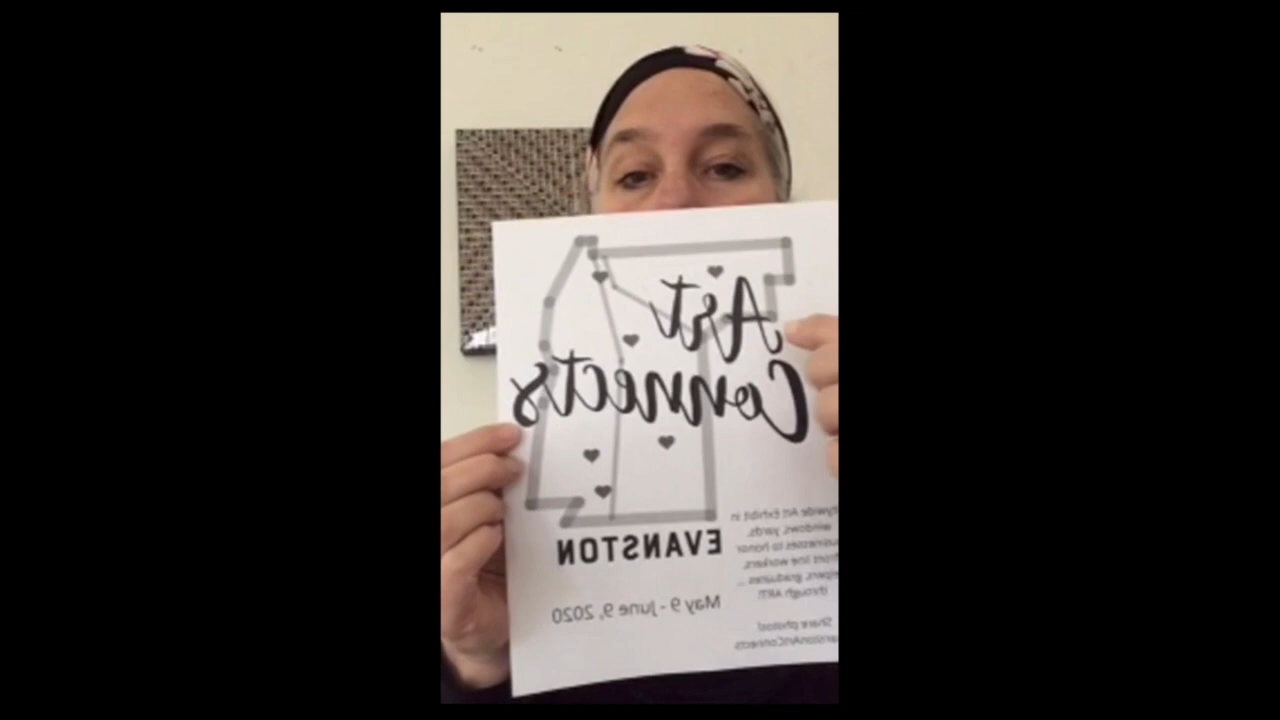 Art
Connects
EVANSTON
May 9 - June 9, 2020
Art Exhibit in
windows, yards,
to honor
front line workers,
graduates ...
through ART!
Share photos!